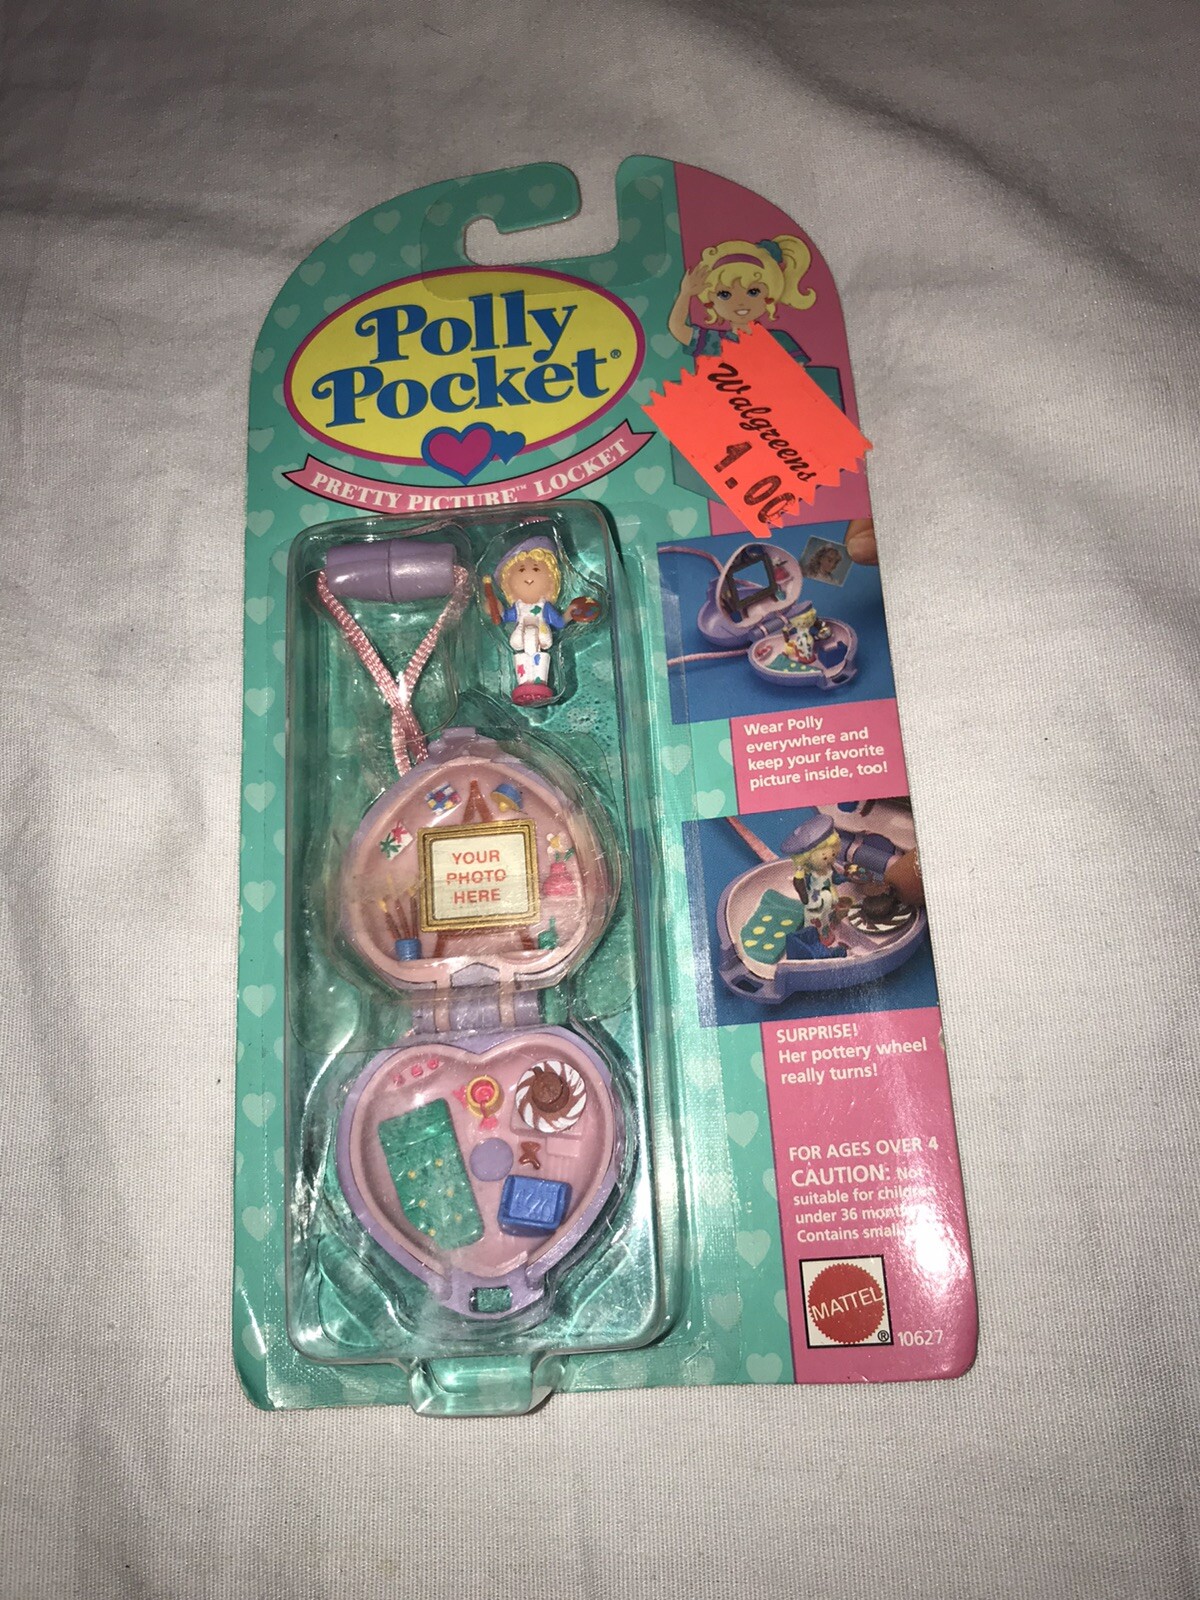 Polly
Pocket®
PRETTY PICTURE™ LOCKET
Walgreens
1.00
YOUR
PHOTO
HERE
Wear Polly
everywhere and
keep your favorite
picture inside, too!
SURPRISE!
Her pottery wheel
really turns!
FOR AGES OVER 4
CAUTION: Not
suitable for children
under 36 months.
Contains small
MATTEL
® 10627